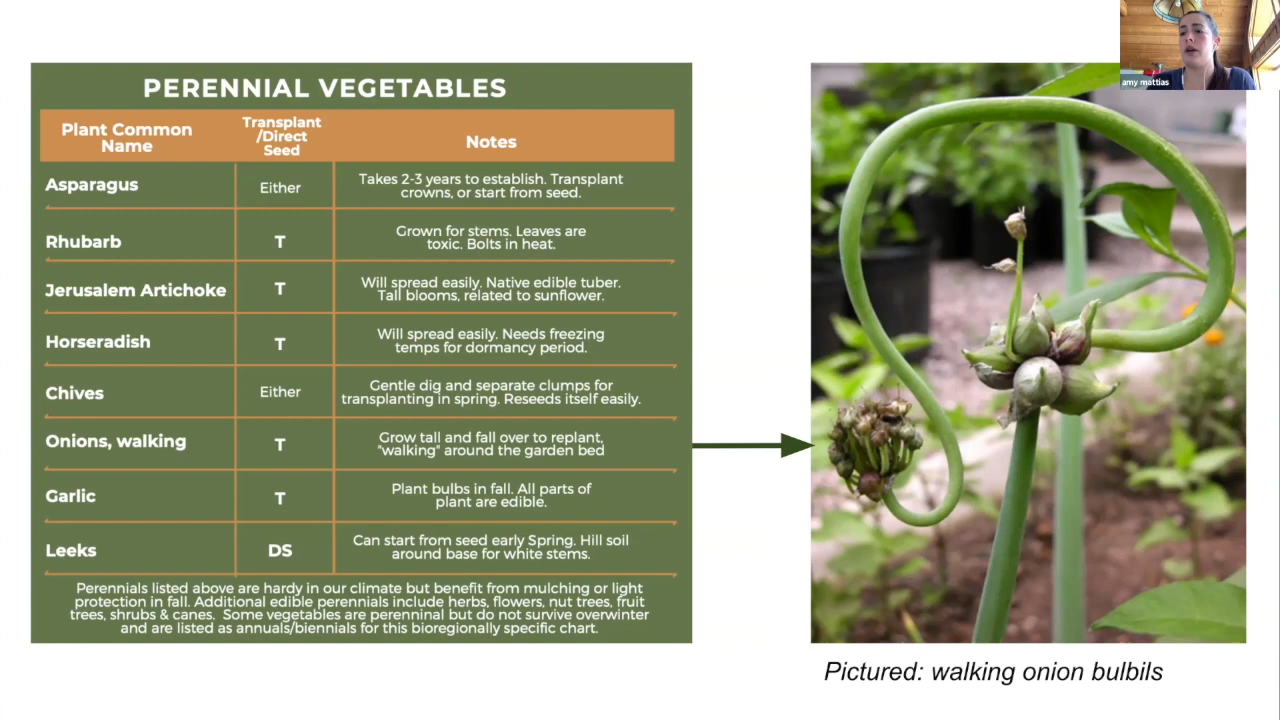 amy mattias
PERENNIAL VEGETABLES
Plant Common
Name
Transplant
/Direct
Seed
Notes
Asparagus
Either
Takes 2-3 years to establish. Transplant
crowns, or start from seed.
Rhubarb
T
Grown for stems. Leaves are
toxic. Bolts in heat.
Jerusalem Artichoke
T
Will spread easily. Native edible tuber.
Tall blooms, related to sunflower.
Horseradish
T
Will spread easily. Needs freezing
temps for dormancy period.
Chives
Either
Gentle dig and separate clumps for
transplanting in spring. Reseeds itself easily.
Onions, walking
T
Grow tall and fall over to replant,
"walking" around the garden bed
Garlic
T
Plant bulbs in fall. All parts of
plant are edible.
Leeks
DS
Can start from seed early Spring. Hill soil
around base for white stems.
Perennials listed above are hardy in our climate but benefit from mulching or light
protection in fall. Additional edible perennials include herbs, flowers, nut trees, fruit
trees, shrubs & canes. Some vegetables are perenninal but do not survive overwinter
and are listed as annuals/biennials for this bioregionally specific chart.
Pictured: walking onion bulbils